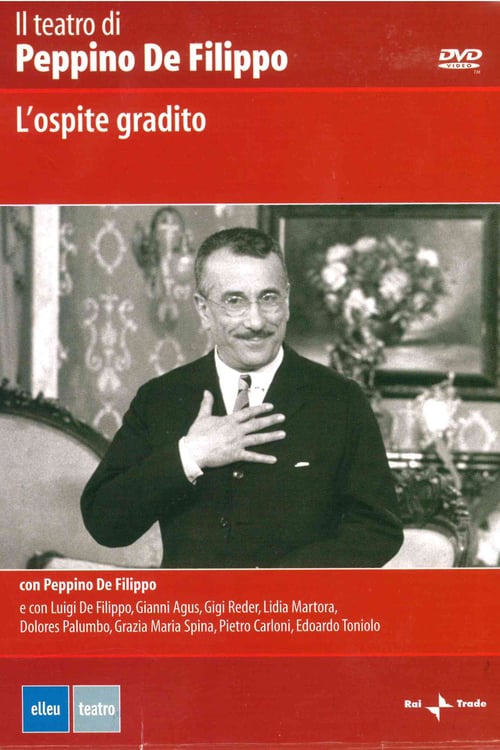 Il teatro di
Peppino De Filippo
DVD
VIDEO
TM
L'ospite gradito
con Peppino De Filippo
e con Luigi De Filippo, Gianni Agus, Gigi Reder, Lidia Martora,
Dolores Palumbo, Grazia Maria Spina, Pietro Carloni, Edoardo Toniolo
elleu teatro
Rai Trade